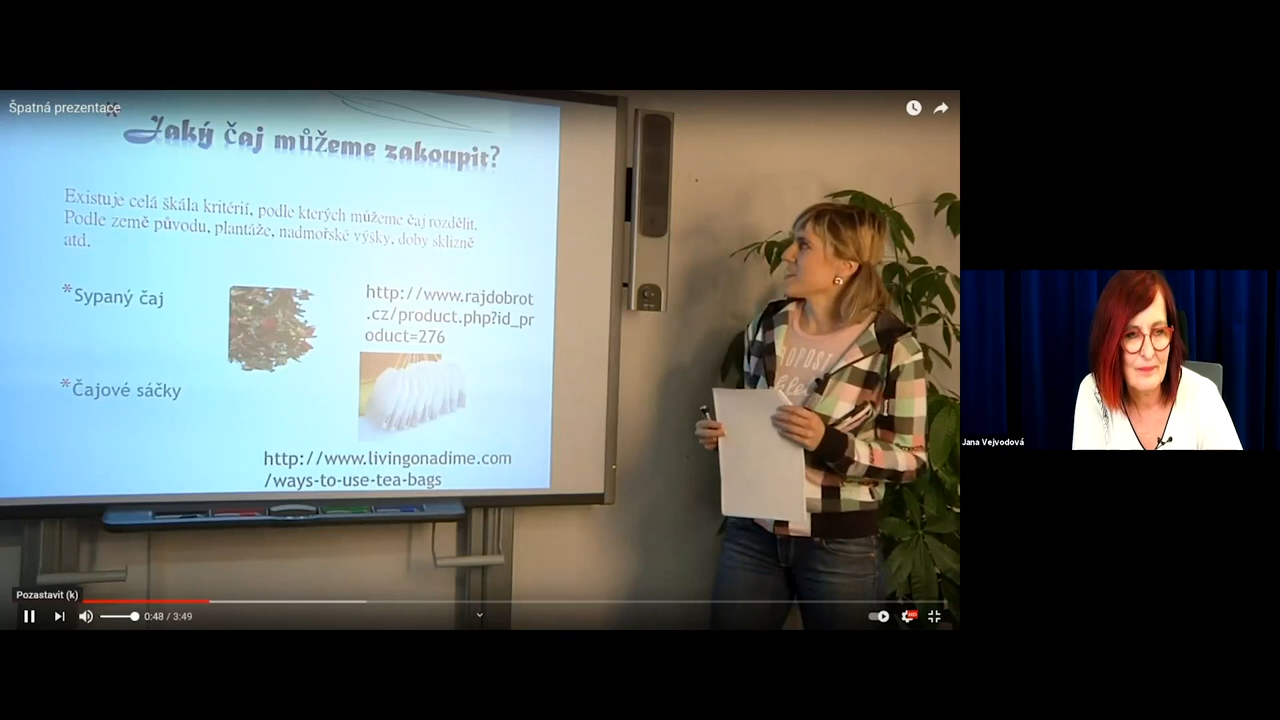 Špatná prezentace
Jaký čaj můžeme zakoupit?
Existuje celá škála kritérií, podle kterých můžeme čaj rozdělit.
Podle země původu, plantáže, nadmořské výšky, doby sklizně
atd.
*Sypaný čaj
http://www.rajdobrot
.cz/product.php?id_pr
oduct=276
*Čajové sáčky
http://www.livingonadime.com
/ways-to-use-tea-bags
Pozastavit (k)
0:48 / 3:49
HD
Jana Vejvodová